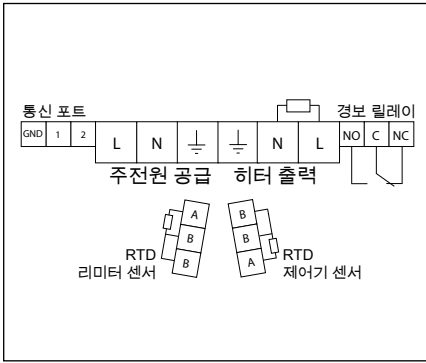 통신 포트
경보 릴레이
GND 1 2 L N L N NO C NC
주전원 공급 히터 출력
A
B
B
RTD
리미터 센서
B
B
A
RTD
제어기 센서